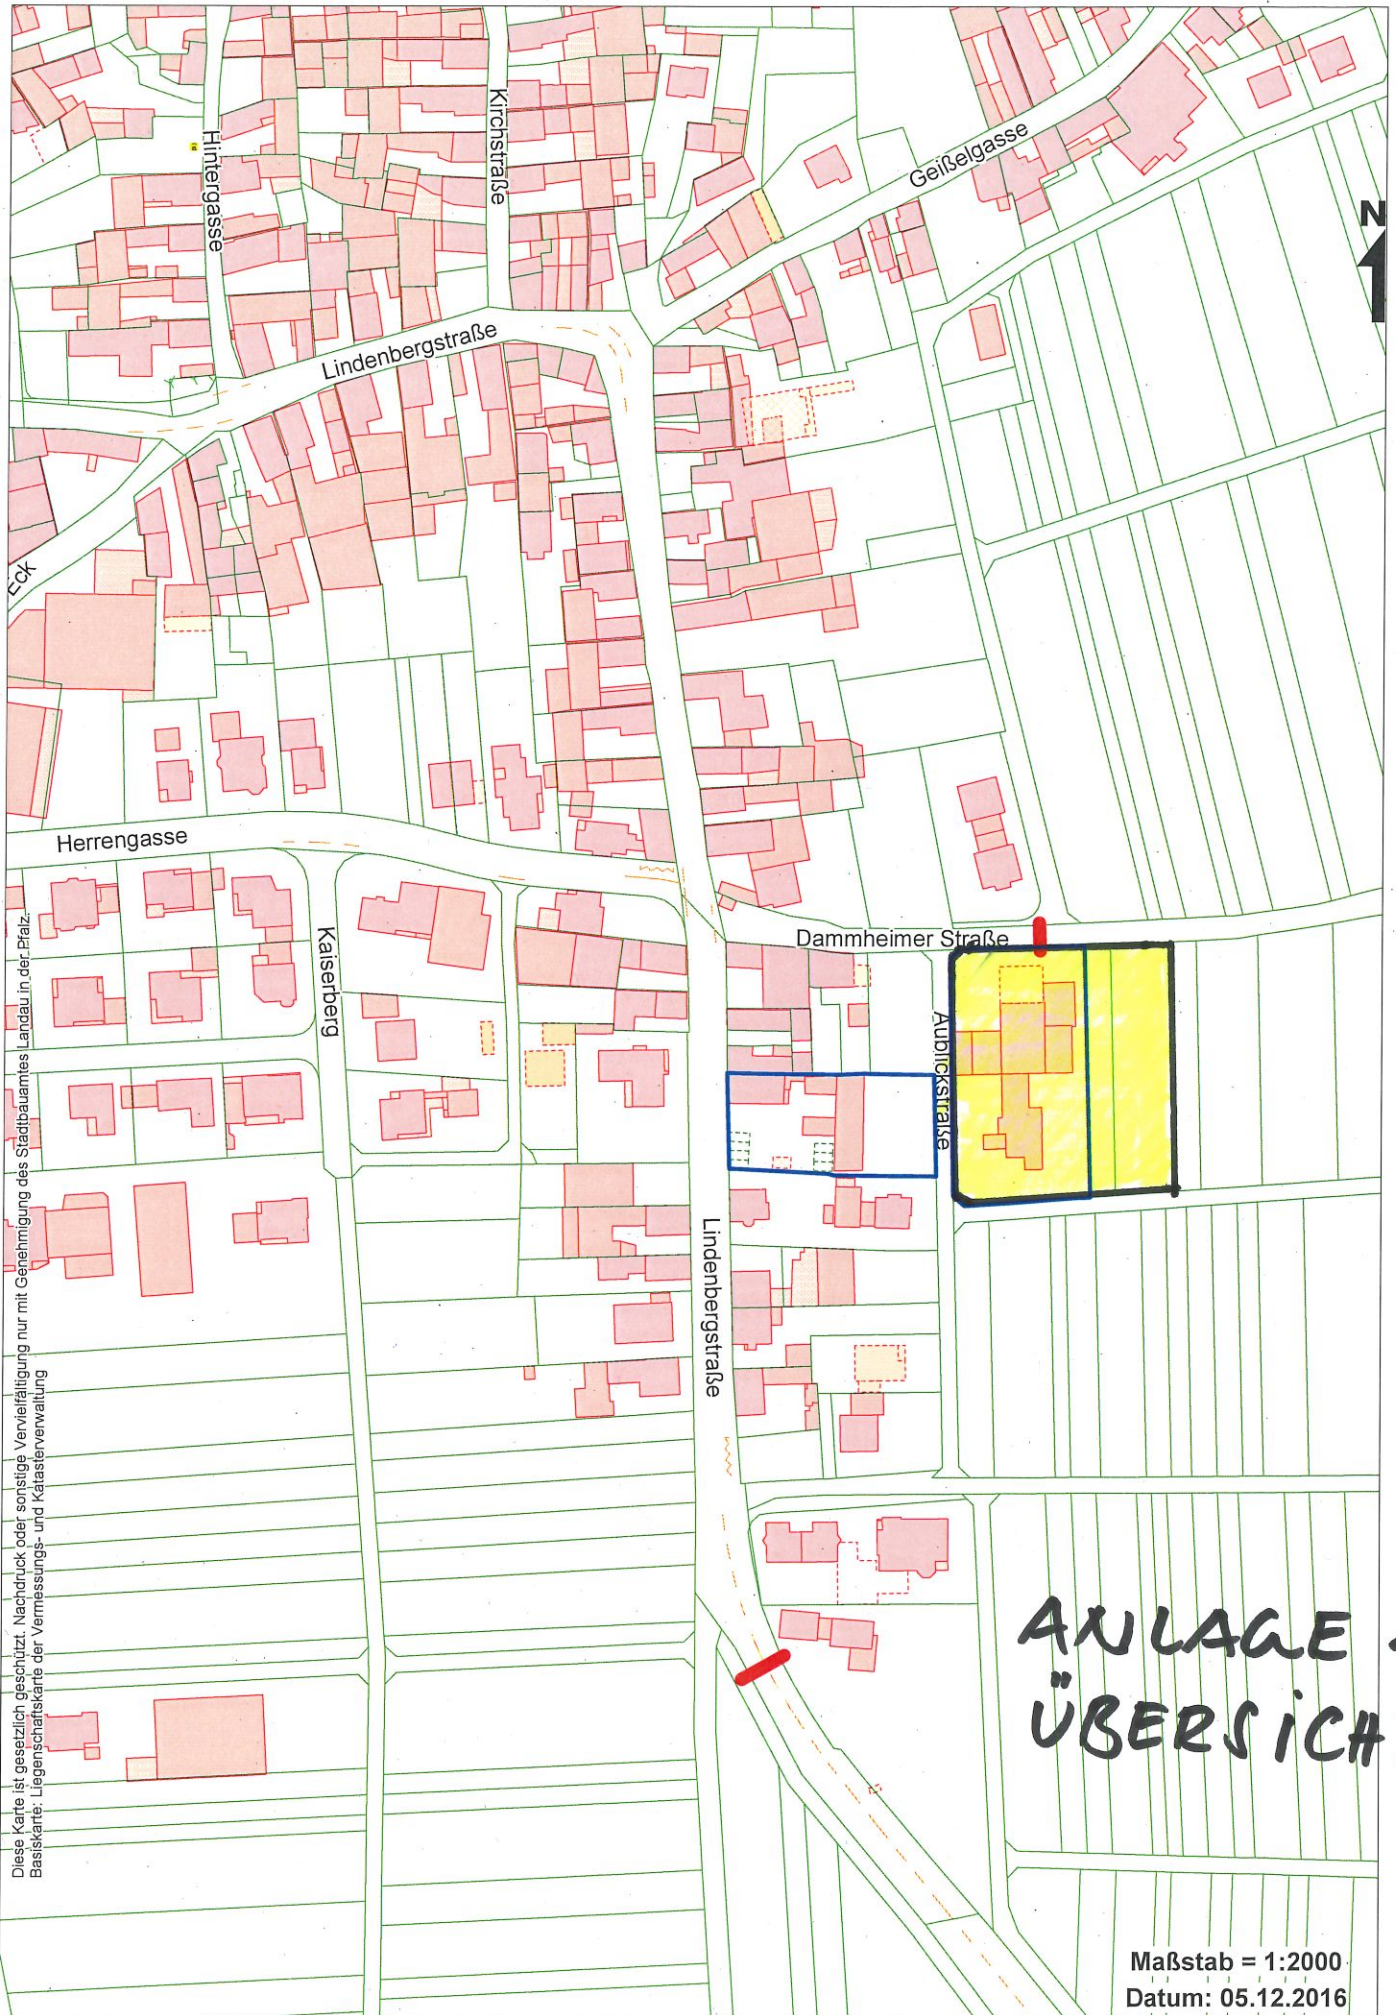 Hintergasse
Kirchstraße
Geißelgasse
N
Lindenbergstraße
Eck
Herrengasse
Kaiserberg
Dammheimer Straße
Aublickstraße
Lindenbergstraße
Diese Karte ist gesetzlich geschützt. Nachdruck oder sonstige Vervielfältigung nur mit Genehmigung des Stadtbauamtes Landau in der Pfalz.
Basiskarte: Liegenschaftskarte der Vermessungs- und Katasterverwaltung
ANLAGE
ÜBERSICH
Maßstab = 1:2000
Datum: 05.12.2016